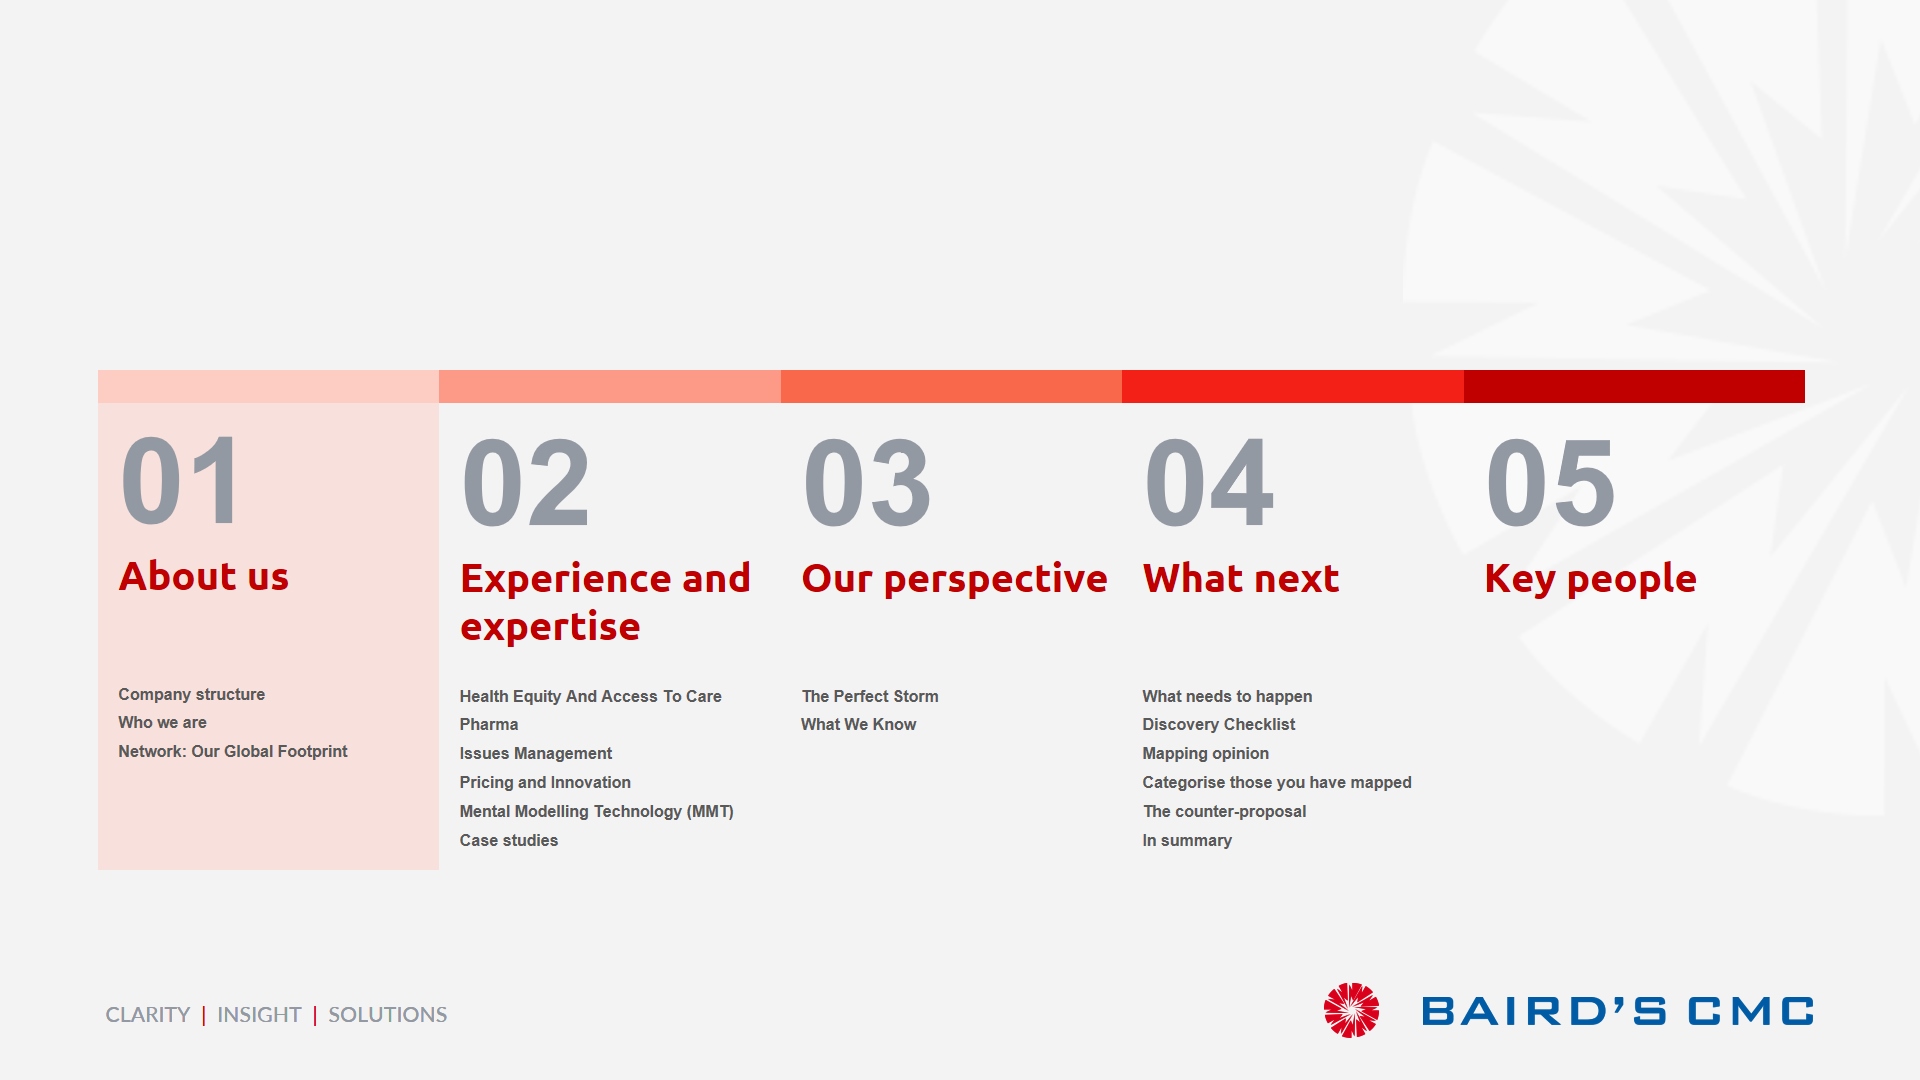 01
About us
Company structure
Who we are
Network: Our Global Footprint
02
Experience and
expertise
Health Equity And Access To Care
Pharma
Issues Management
Pricing and Innovation
Mental Modelling Technology (MMT)
Case studies
03
Our perspective
The Perfect Storm
What We Know
04
What next
What needs to happen
Discovery Checklist
Mapping opinion
Categorise those you have mapped
The counter-proposal
In summary
05
Key people
CLARITY | INSIGHT | SOLUTIONS
BAIRD'S CMC